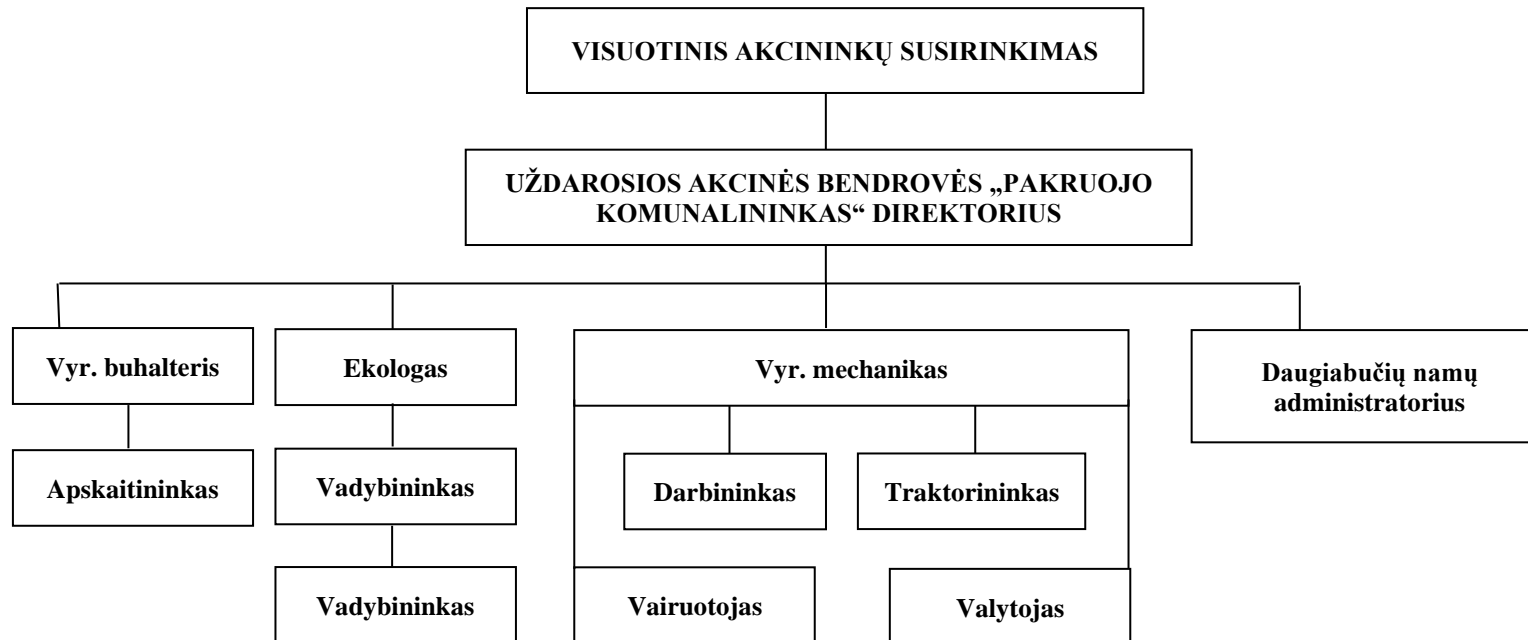 VISUOTINIS AKCININKŲ SUSIRINKIMAS
UŽDAROSIOS AKCINĖS BENDROVĖS „PAKRUOJO
KOMUNALININKAS“ DIREKTORIUS
Vyr. buhalteris
Ekologas
Vyr. mechanikas
Daugiabučių namų
administratorius
Apskaitininkas
Vadybininkas
Darbininkas
Traktorininkas
Vadybininkas
Vairuotojas
Valytojas